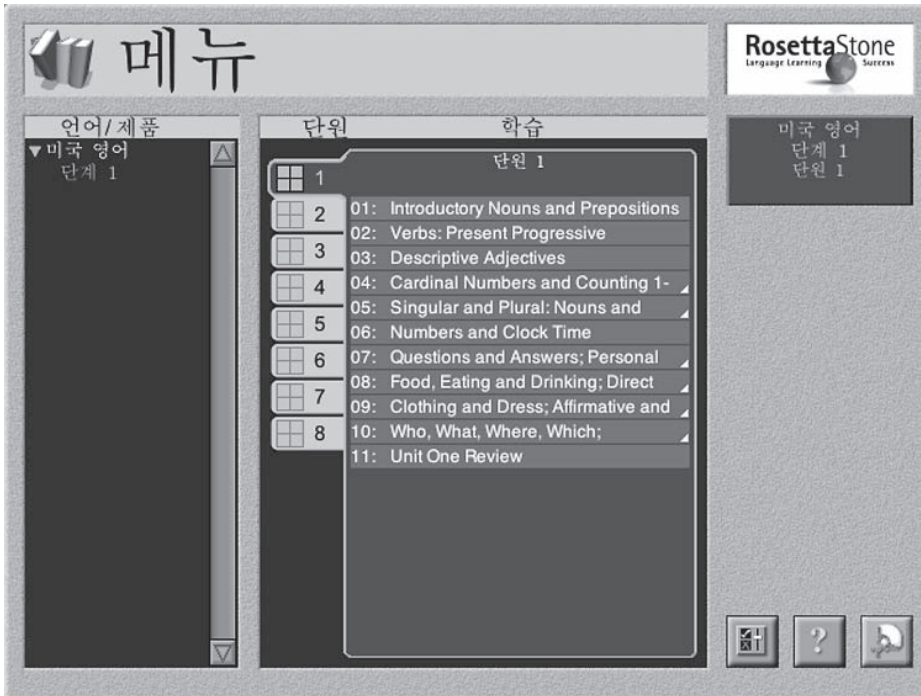 메뉴
RosettaStone
Language Learning Success
언어/제품
▼미국 영어
단계 1
단원 학습
단원 1
1
2
3
4
5
6
7
8
01: Introductory Nouns and Prepositions
02: Verbs: Present Progressive
03: Descriptive Adjectives
04: Cardinal Numbers and Counting 1-
05: Singular and Plural: Nouns and
06: Numbers and Clock Time
07: Questions and Answers; Personal
08: Food, Eating and Drinking; Direct
09: Clothing and Dress; Affirmative and
10: Who, What, Where, Which;
11: Unit One Review
미국 영어
단계 1
단원 1
?